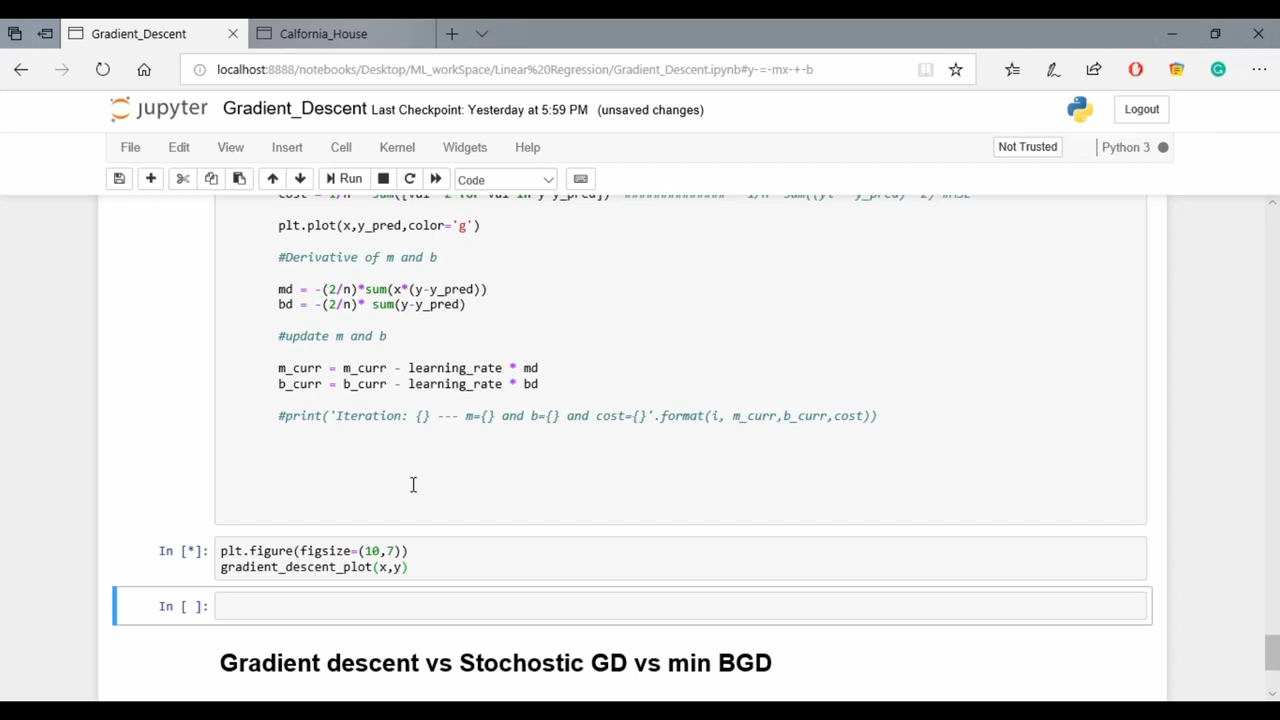 Gradient_Descent
Calfornia_House
localhost:8888/notebooks/Desktop/ML_workSpace/Linear%20Regression/Gradient_Descent.ipynb#y-=-mx-+-b
jupyter Gradient_Descent Last Checkpoint: Yesterday at 5:59 PM (unsaved changes)
Logout
File Edit View Insert Cell Kernel Widgets Help
Not Trusted
Python 3
Run
Code
plt.plot(x,y_pred,color='g')
#Derivative of m and b
md = -(2/n)*sum(x*(y-y_pred))
bd = -(2/n)* sum(y-y_pred)
#update m and b
m_curr = m_curr - learning_rate * md
b_curr = b_curr - learning_rate * bd
#print('Iteration: {} --- m={} and b={} and cost={}'.format(i, m_curr,b_curr,cost))
In [*]: plt.figure(figsize=(10,7))
gradient_descent_plot(x,y)
In [ ]:
Gradient descent vs Stochostic GD vs min BGD